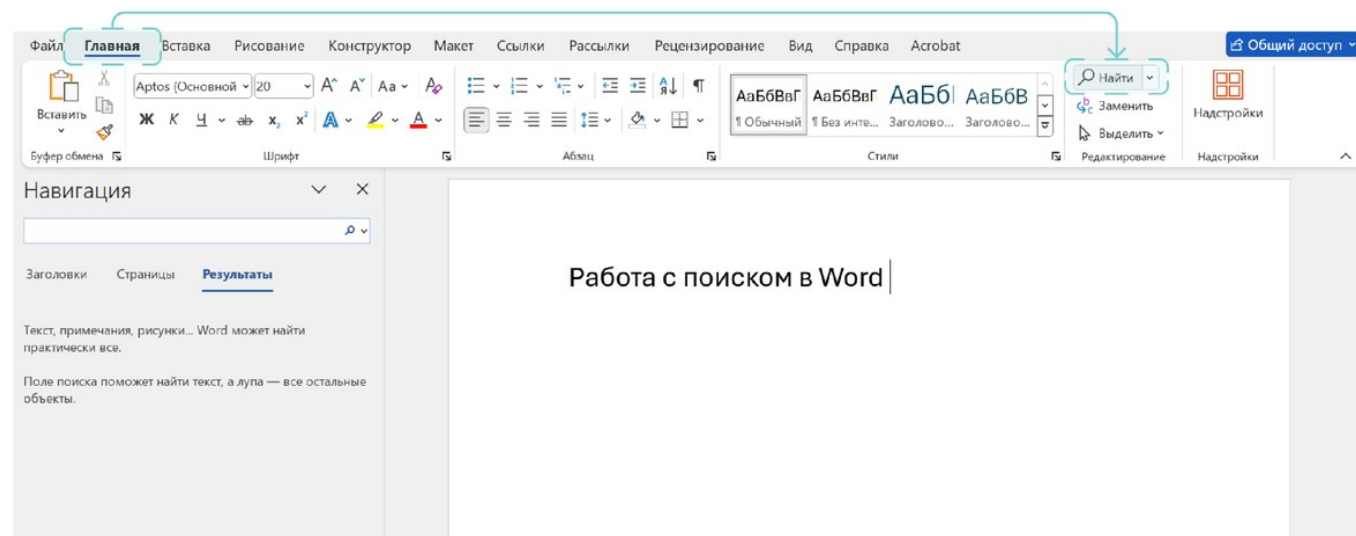 Файл Главная Вставка Рисование Конструктор Макет Ссылки Рассылки Рецензирование Вид Справка Acrobat Общий доступ
Вставить
Буфер обмена
Aptos (Основной 20 Aa
Ж К Ч ab x₂ x² A A
Шрифт
Абзац
АаБбВвГ АаБбВвГ АаБб АаБбВ
¶ Обычный ¶ Без инте... Заголово... Заголово...
Стили
Найти
Заменить
Выделить
Редактирование
Надстройки
Надстройки
Навигация
Заголовки Страницы Результаты
Текст, примечания, рисунки... Word может найти
практически все.
Поле поиска поможет найти текст, а лупа — все остальные
объекты.
Работа с поиском в Word